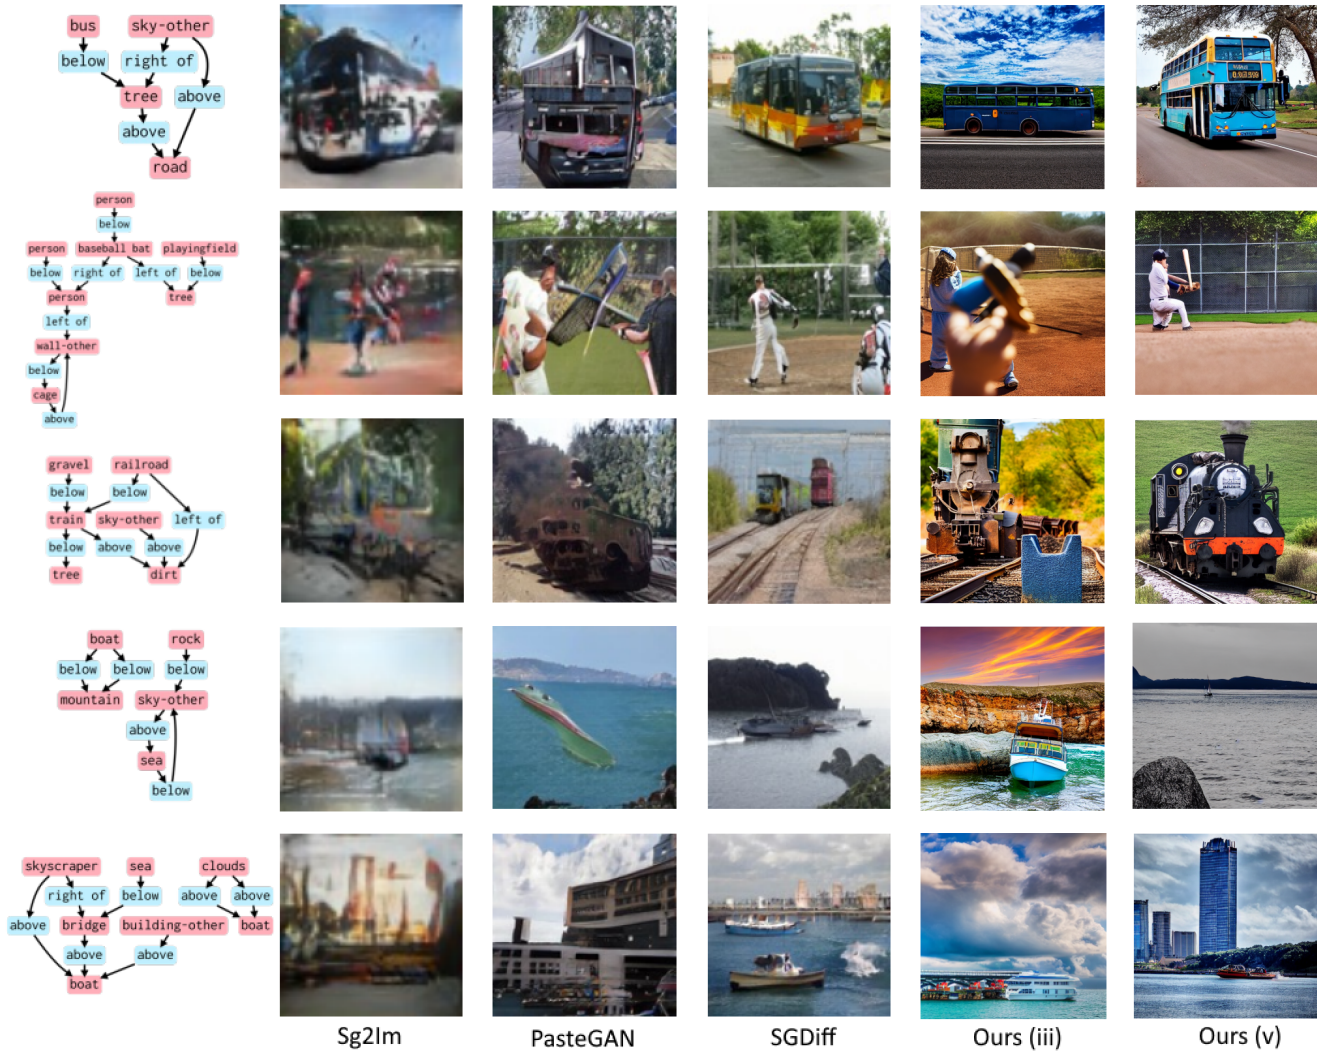 bus sky-other
below right of
tree above
above
road
person
below
person baseball bat playingfield
below right of left of below
person tree
left of
wall-other
below
cage
above
gravel railroad
below below
train sky-other left of
below above above
tree dirt
boat rock
below below below
mountain sky-other
above
sea
below
skyscraper sea clouds
right of below above above
above bridge building-other boat
above above
boat
Sg2Im PasteGAN SGDiff Ours (iii) Ours (v)